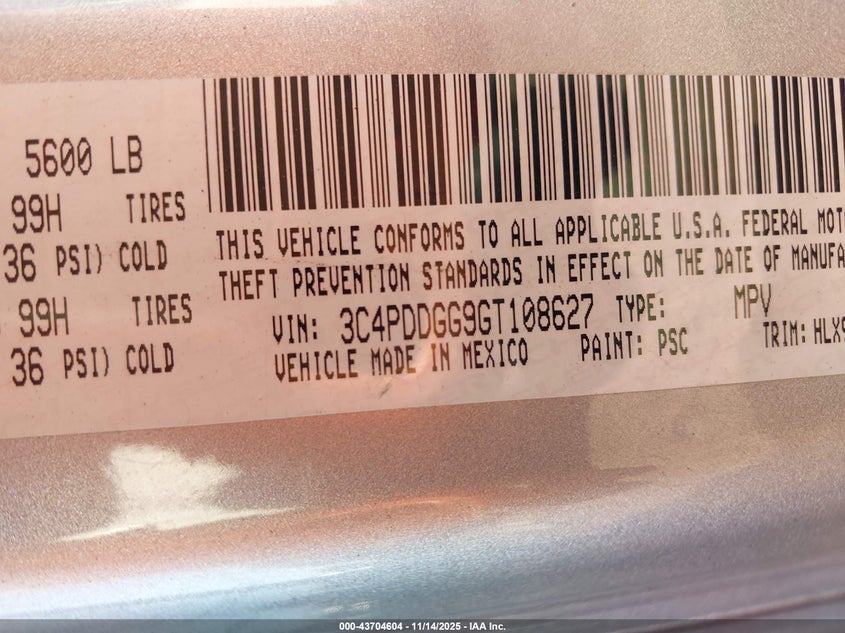 5600 LB
99H TIRES
36 PSI) COLD
99H TIRES
36 PSI) COLD
THIS VEHICLE CONFORMS TO ALL APPLICABLE U.S.A. FEDERAL MOT
THEFT PREVENTION STANDARDS IN EFFECT ON THE DATE OF MANUFA
VIN: 3C4PDDGG9GT108627 TYPE: MPV
VEHICLE MADE IN MEXICO PAINT: PSC TRIM: HLX9
000-43704604 - 11/14/2025 - IAA Inc.